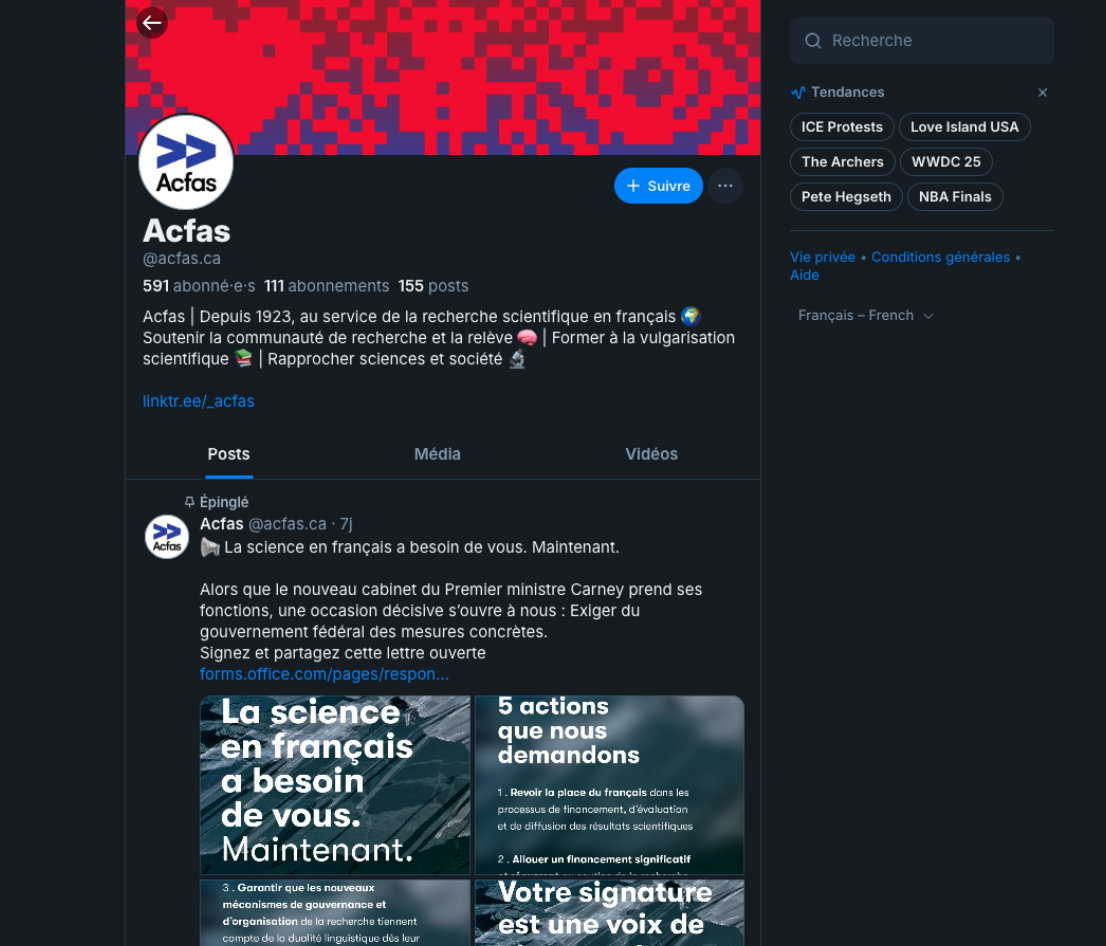 Acfas
+ Suivre
Acfas
@acfas.ca
591 abonné·e·s 111 abonnements 155 posts
Acfas | Depuis 1923, au service de la recherche scientifique en français 🌍
Soutenir la communauté de recherche et la relève 🧠 | Former à la vulgarisation
scientifique 📚 | Rapprocher sciences et société 🔬
linktr.ee/_acfas
Posts Média Vidéos
Épinglé
Acfas
Acfas @acfas.ca · 7j
📢 La science en français a besoin de vous. Maintenant.
Alors que le nouveau cabinet du Premier ministre Carney prend ses
fonctions, une occasion décisive s'ouvre à nous : Exiger du
gouvernement fédéral des mesures concrètes.
Signez et partagez cette lettre ouverte
forms.office.com/pages/respon...
La science
en français
a besoin
de vous.
Maintenant.
5 actions
que nous
demandons
1 . Revoir la place du français dans les
processus de financement, d'évaluation
et de diffusion des résultats scientifiques
2 . Allouer un financement significatif
3 . Garantir que les nouveaux
mécanismes de gouvernance et
d'organisation de la recherche tiennent
compte de la dualité linguistique dès leur
Votre signature
est une voix de
Recherche
Tendances
ICE Protests Love Island USA
The Archers WWDC 25
Pete Hegseth NBA Finals
Vie privée • Conditions générales •
Aide
Français – French